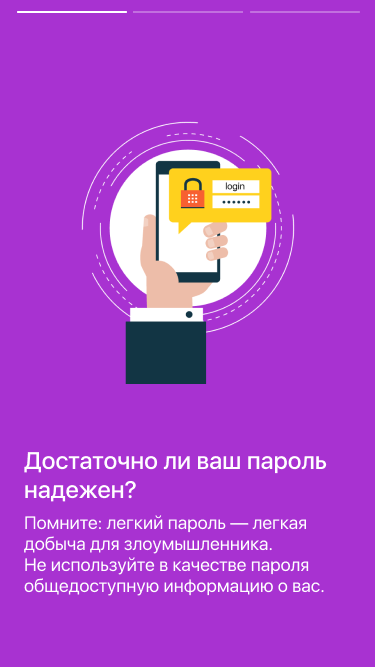 login
••••••
Достаточно ли ваш пароль
надежен?
Помните: легкий пароль — легкая
добыча для злоумышленника.
Не используйте в качестве пароля
общедоступную информацию о вас.